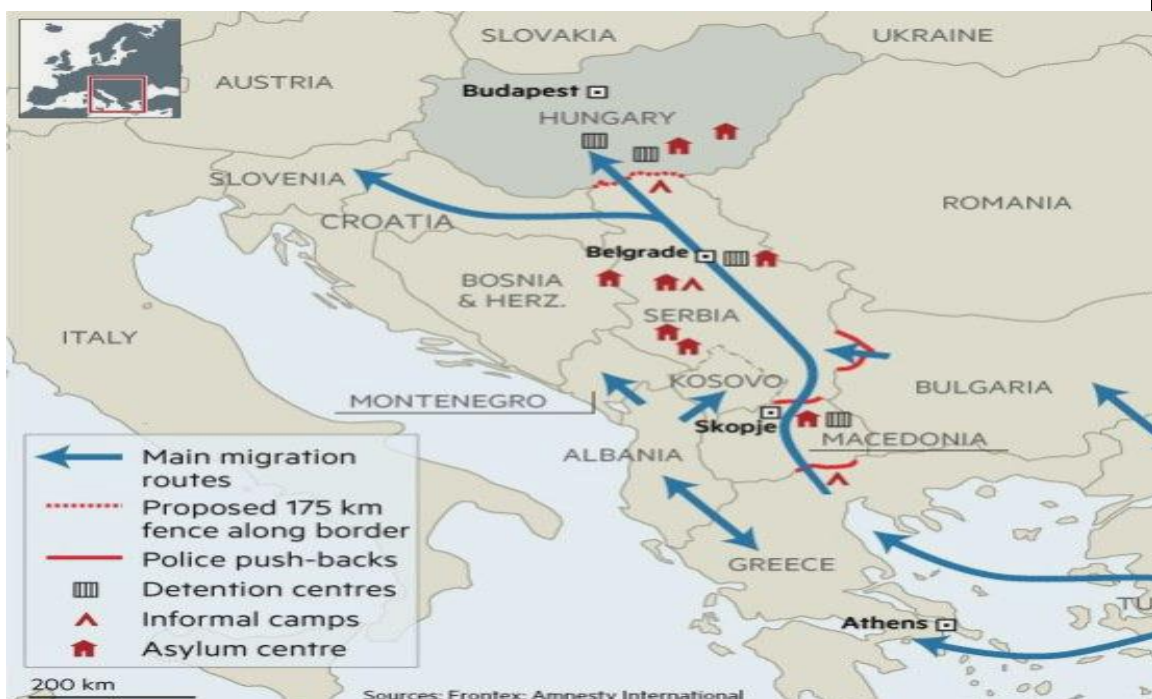 SLOVAKIA
UKRAINE
AUSTRIA
Budapest
HUNGARY
SLOVENIA
CROATIA
ROMANIA
Belgrade
BOSNIA
& HERZ.
SERBIA
ITALY
KOSOVO
BULGARIA
MONTENEGRO
Skopje
MACEDONIA
ALBANIA
GREECE
TU
Athens
Main migration
routes
Proposed 175 km
fence along border
Police push-backs
Detention centres
Informal camps
Asylum centre
200 km
Sources: Frontex; Amnesty International